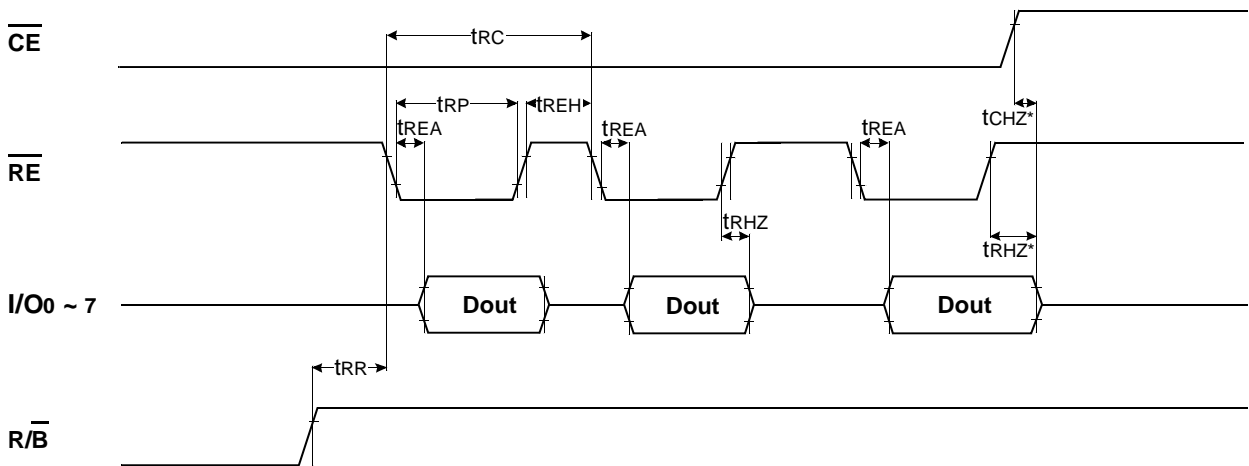 CE
tRC
tRP
tREH
tCHZ*
tREA
tREA
tREA
RE
tRHZ
tRHZ*
I/O0 ~ 7
Dout
Dout
Dout
tRR
R/B